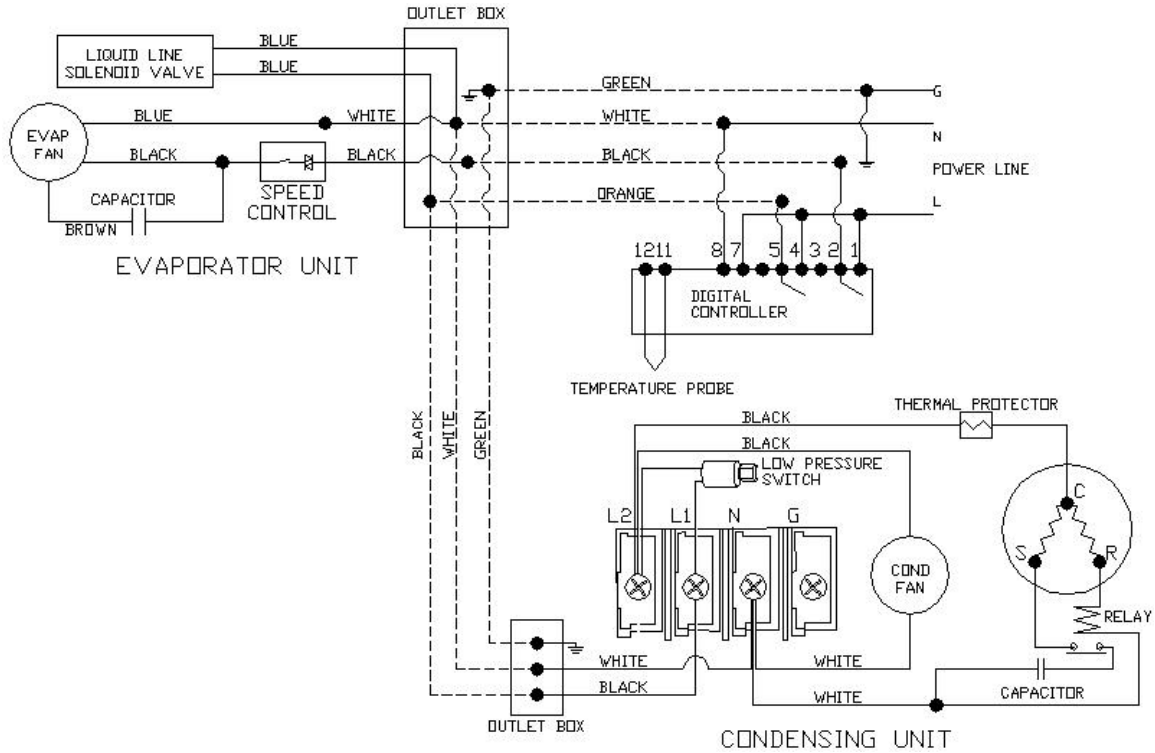 OUTLET BOX
LIQUID LINE
SOLENOID VALVE
BLUE
BLUE
GREEN
G
EVAP
FAN
BLUE
WHITE
WHITE
N
BLACK
BLACK
BLACK
POWER LINE
SPEED
CONTROL
CAPACITOR
BROWN
ORANGE
L
EVAPORATOR UNIT
12 11 8 7 5 4 3 2 1
DIGITAL
CONTROLLER
TEMPERATURE PROBE
BLACK
WHITE
GREEN
BLACK
THERMAL PROTECTOR
BLACK
LOW PRESSURE
SWITCH
L2 L1 N G
C
S
R
COND
FAN
RELAY
WHITE
WHITE
BLACK
WHITE
CAPACITOR
OUTLET BOX
CONDENSING UNIT